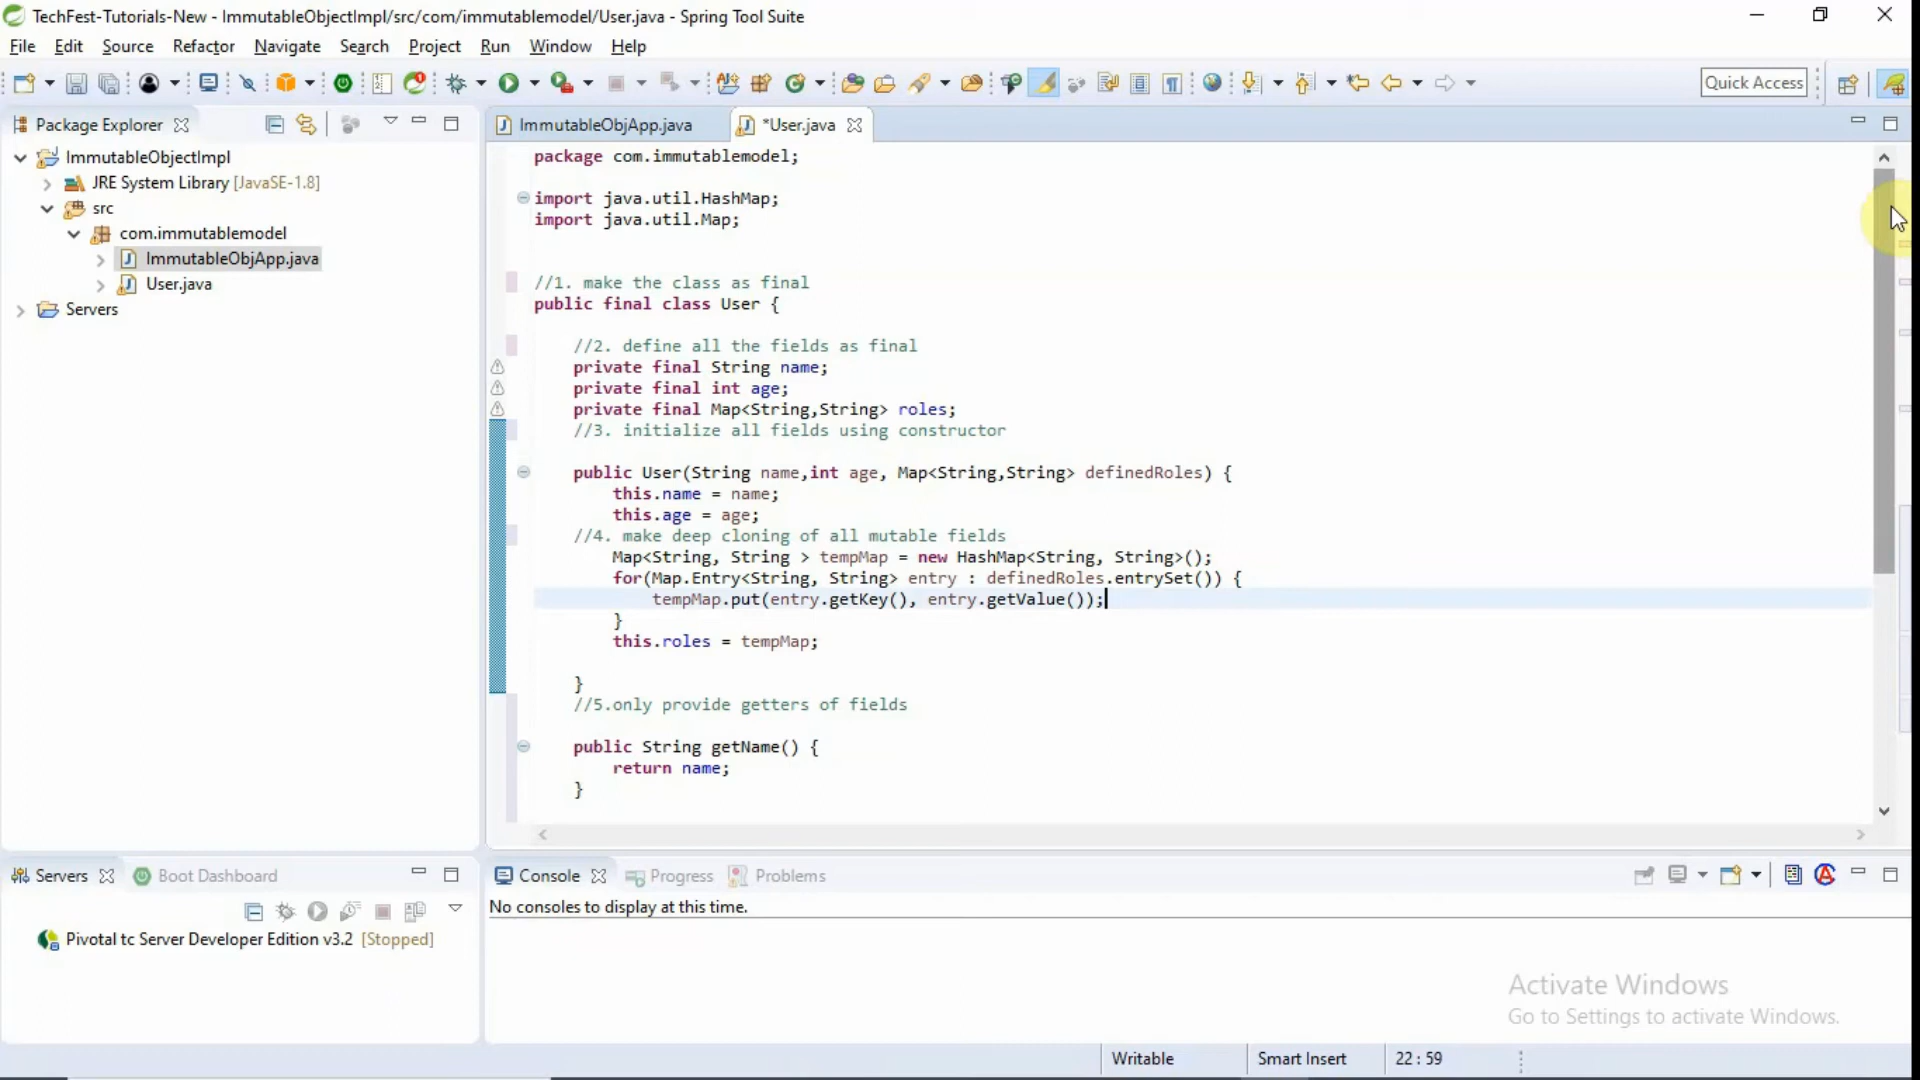 TechFest-Tutorials-New - ImmutableObjectImpl/src/com/immutablemodel/User.java - Spring Tool Suite
File Edit Source Refactor Navigate Search Project Run Window Help
Quick Access
Package Explorer
ImmutableObjectImpl
JRE System Library [JavaSE-1.8]
src
com.immutablemodel
ImmutableObjApp.java
User.java
Servers
ImmutableObjApp.java *User.java
package com.immutablemodel;
import java.util.HashMap;
import java.util.Map;
//1. make the class as final
public final class User {
//2. define all the fields as final
private final String name;
private final int age;
private final Map<String,String> roles;
//3. initialize all fields using constructor
public User(String name,int age, Map<String,String> definedRoles) {
this.name = name;
this.age = age;
//4. make deep cloning of all mutable fields
Map<String, String > tempMap = new HashMap<String, String>();
for(Map.Entry<String, String> entry : definedRoles.entrySet()) {
tempMap.put(entry.getKey(), entry.getValue());
}
this.roles = tempMap;
}
//5.only provide getters of fields
public String getName() {
return name;
}
Servers Boot Dashboard
Pivotal tc Server Developer Edition v3.2 [Stopped]
Console Progress Problems
No consoles to display at this time.
Activate Windows
Go to Settings to activate Windows.
Writable Smart Insert 22 : 59